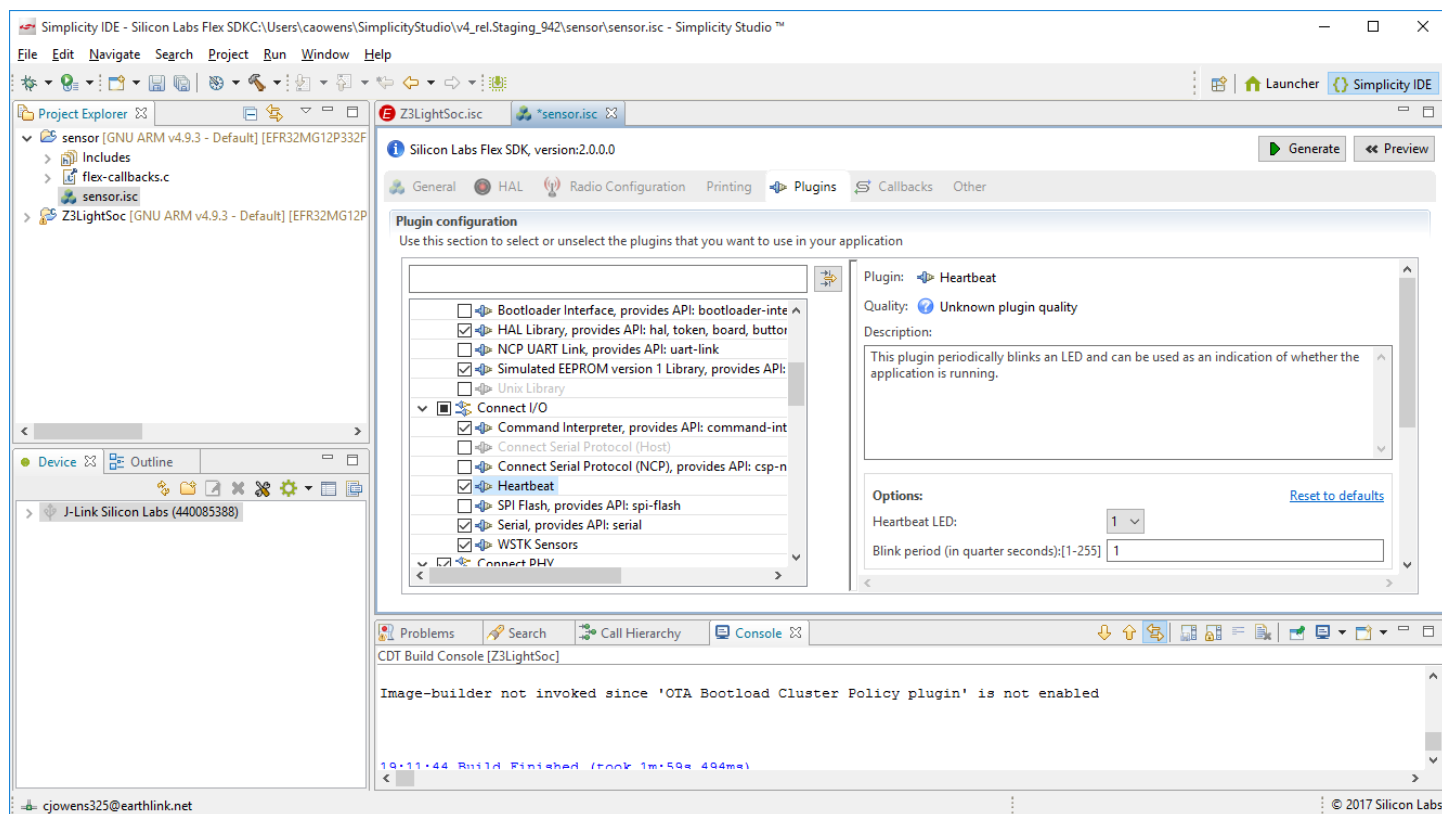 Simplicity IDE - Silicon Labs Flex SDKC:\Users\caowens\SimplicityStudio\v4_rel.Staging_942\sensor\sensor.isc - Simplicity Studio ™
File Edit Navigate Search Project Run Window Help
Launcher Simplicity IDE
Project Explorer
sensor [GNU ARM v4.9.3 - Default] [EFR32MG12P332F
Includes
flex-callbacks.c
sensor.isc
Z3LightSoc [GNU ARM v4.9.3 - Default] [EFR32MG12P
Z3LightSoc.isc *sensor.isc
Silicon Labs Flex SDK, version:2.0.0.0
Generate Preview
General HAL Radio Configuration Printing Plugins Callbacks Other
Plugin configuration
Use this section to select or unselect the plugins that you want to use in your application
Bootloader Interface, provides API: bootloader-inte
HAL Library, provides API: hal, token, board, buttor
NCP UART Link, provides API: uart-link
Simulated EEPROM version 1 Library, provides API:
Unix Library
Connect I/O
Command Interpreter, provides API: command-int
Connect Serial Protocol (Host)
Connect Serial Protocol (NCP), provides API: csp-n
Heartbeat
SPI Flash, provides API: spi-flash
Serial, provides API: serial
WSTK Sensors
Connect PHY
Plugin: Heartbeat
Quality: Unknown plugin quality
Description:
This plugin periodically blinks an LED and can be used as an indication of whether the
application is running.
Options: Reset to defaults
Heartbeat LED: 1
Blink period (in quarter seconds):[1-255] 1
Device Outline
J-Link Silicon Labs (440085388)
Problems Search Call Hierarchy Console
CDT Build Console [Z3LightSoc]
Image-builder not invoked since 'OTA Bootload Cluster Policy plugin' is not enabled
19:11:44 Build Finished (took 1m:59s.494ms)
cjowens325@earthlink.net
© 2017 Silicon Labs